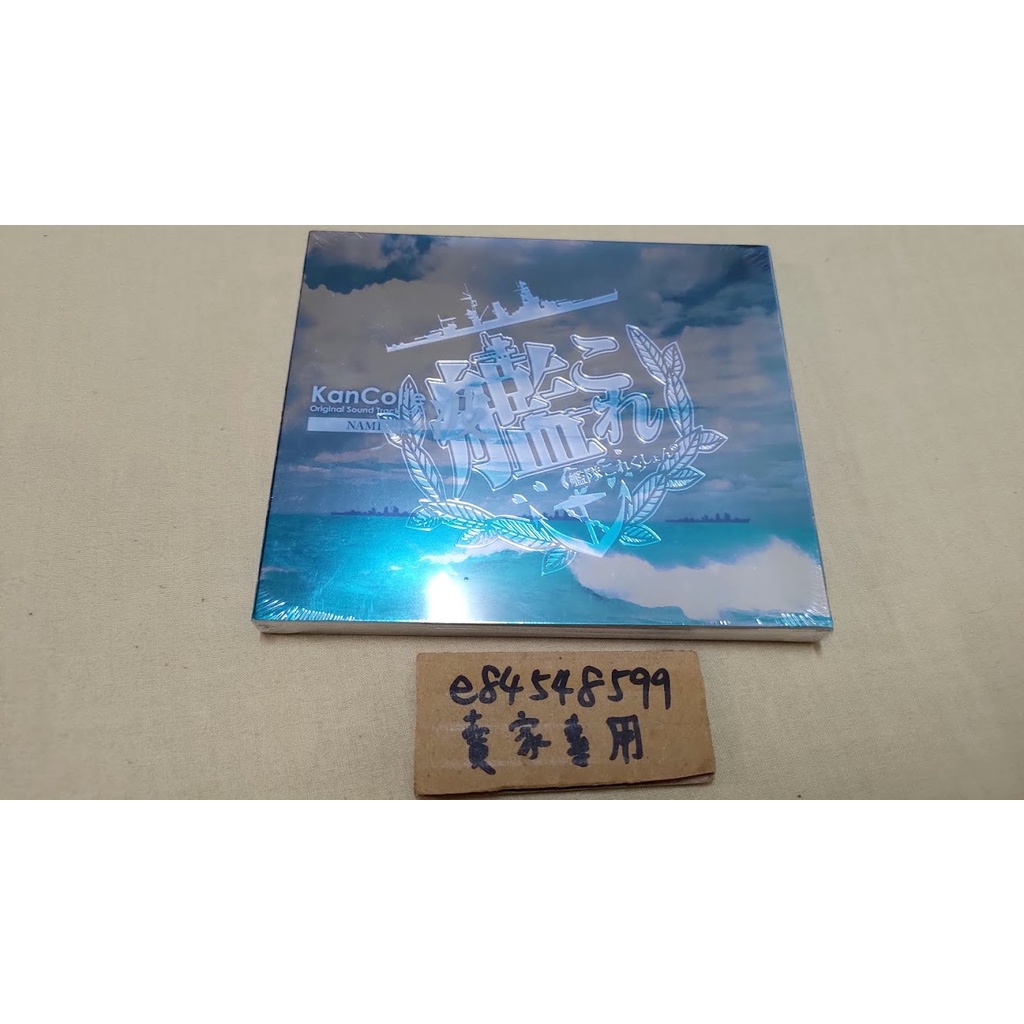 KanColle
Original Sound Track
艦これ
艦隊これくしょん
e84548599
賣家專用